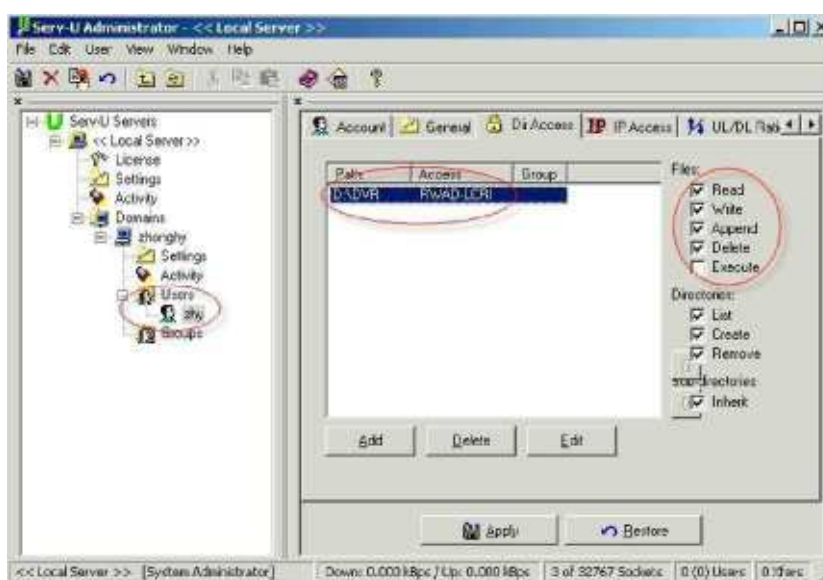 Serv-U Administrator - << Local Server >>
File Edit User View Window Help
Serv-U Servers
<< Local Server >>
License
Settings
Activity
Domains
zhonghy
Settings
Activity
Users
zhy
Groups
Account General Dir Access IP IP Access UL/DL
Path Access Group
D:\DVR RWAD-LCRI
Files:
Read
Write
Append
Delete
Execute
Directories:
List
Create
Remove
Sub-directories
Inherit
Add Delete Edit
Apply Restore
<< Local Server >> [System Administrator] Down: 0.000 kBps / Up: 0.000 kBps 3 of 32767 Sockets 0 (0) Users